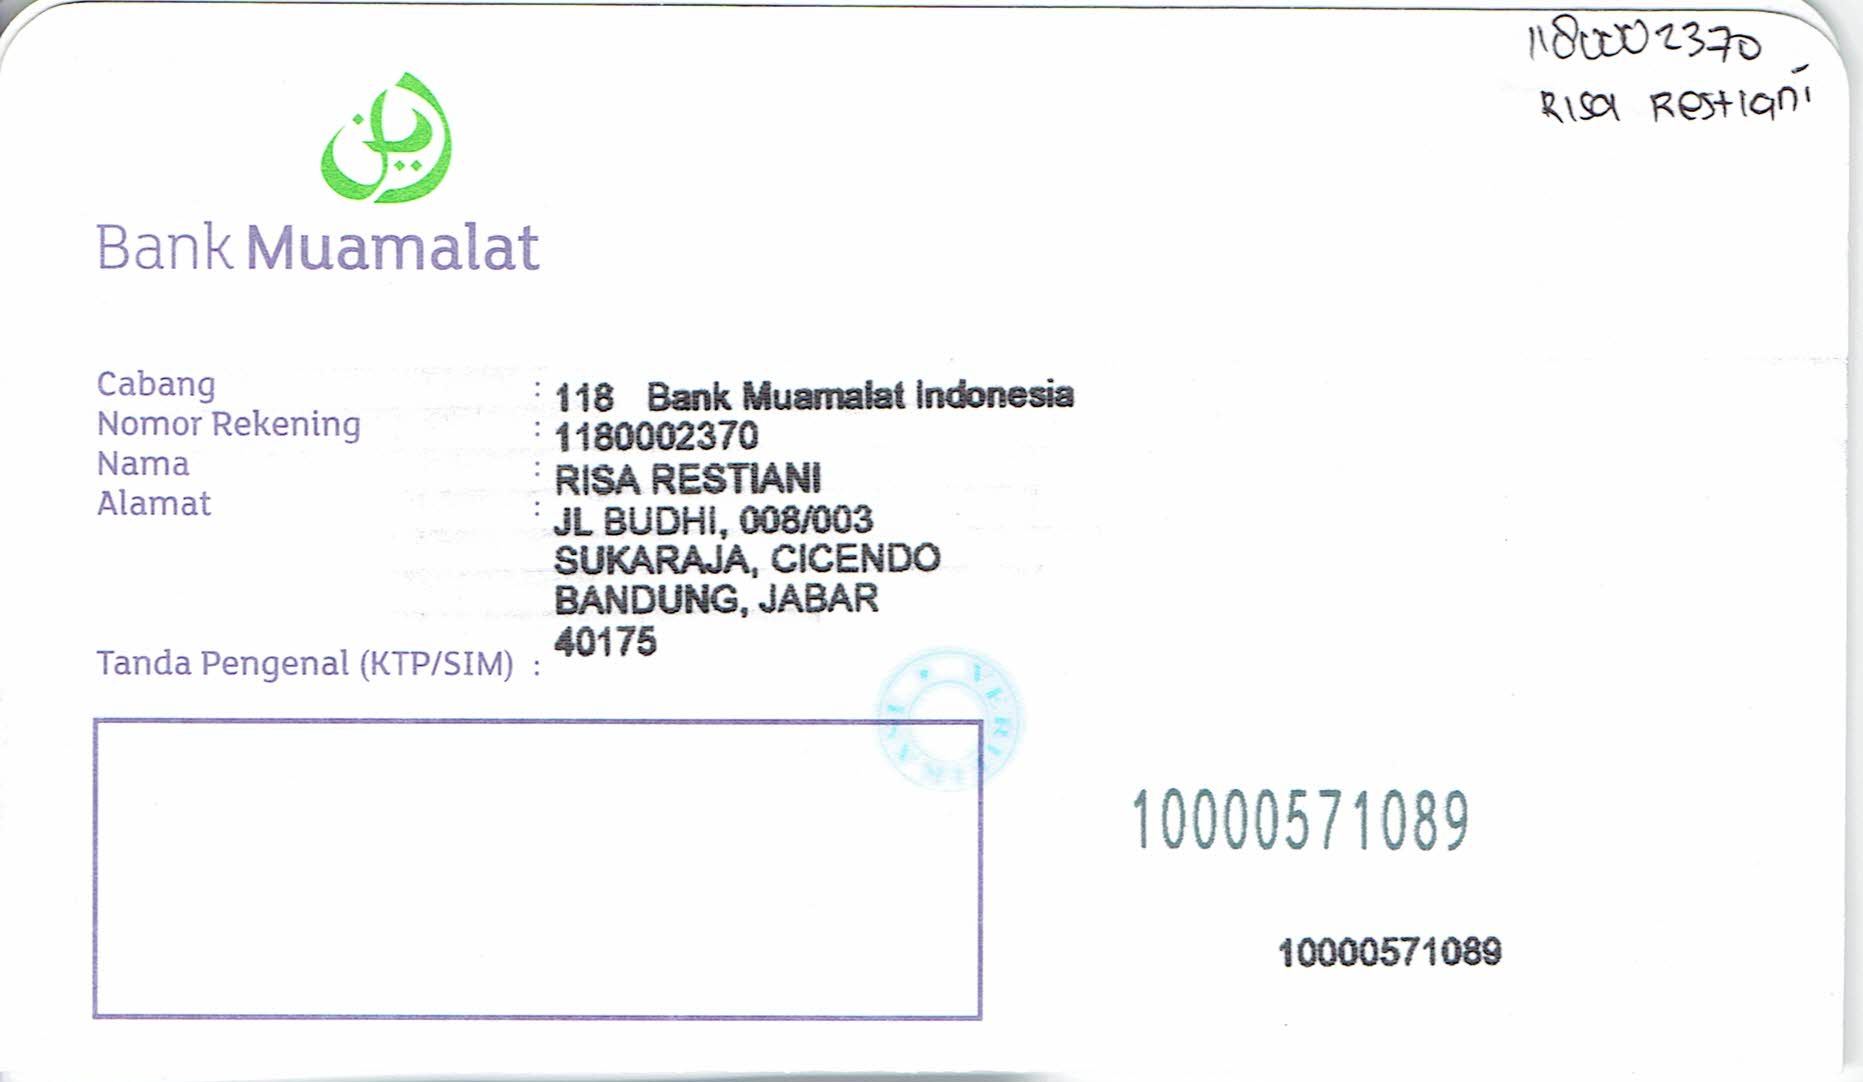 1180002370
Risa Restiani
Bank Muamalat
Cabang : 118 Bank Muamalat Indonesia
Nomor Rekening : 1180002370
Nama : RISA RESTIANI
Alamat : JL BUDHI, 008/003
SUKARAJA, CICENDO
BANDUNG, JABAR
40175
Tanda Pengenal (KTP/SIM) :
VERIFIKASI
10000571089
10000571089